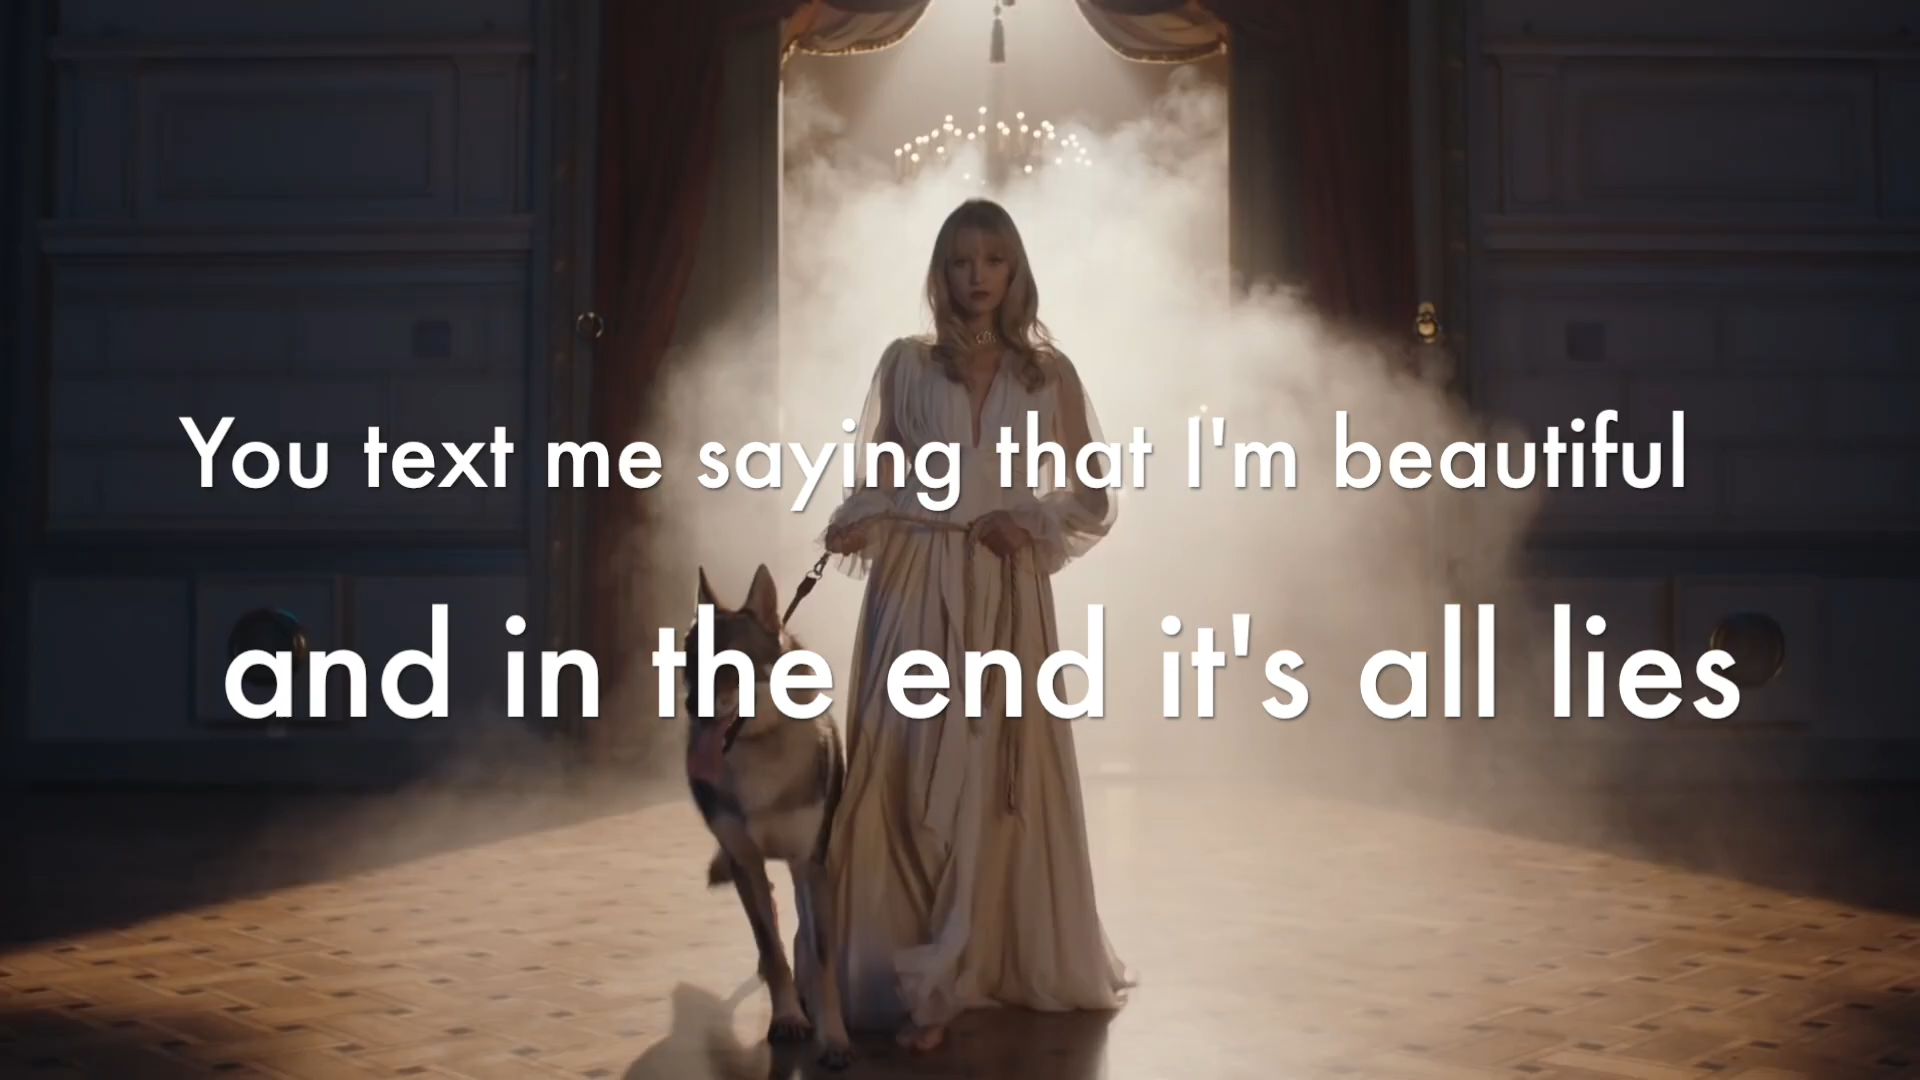 You text me saying that I'm beautiful
and in the end it's all lies